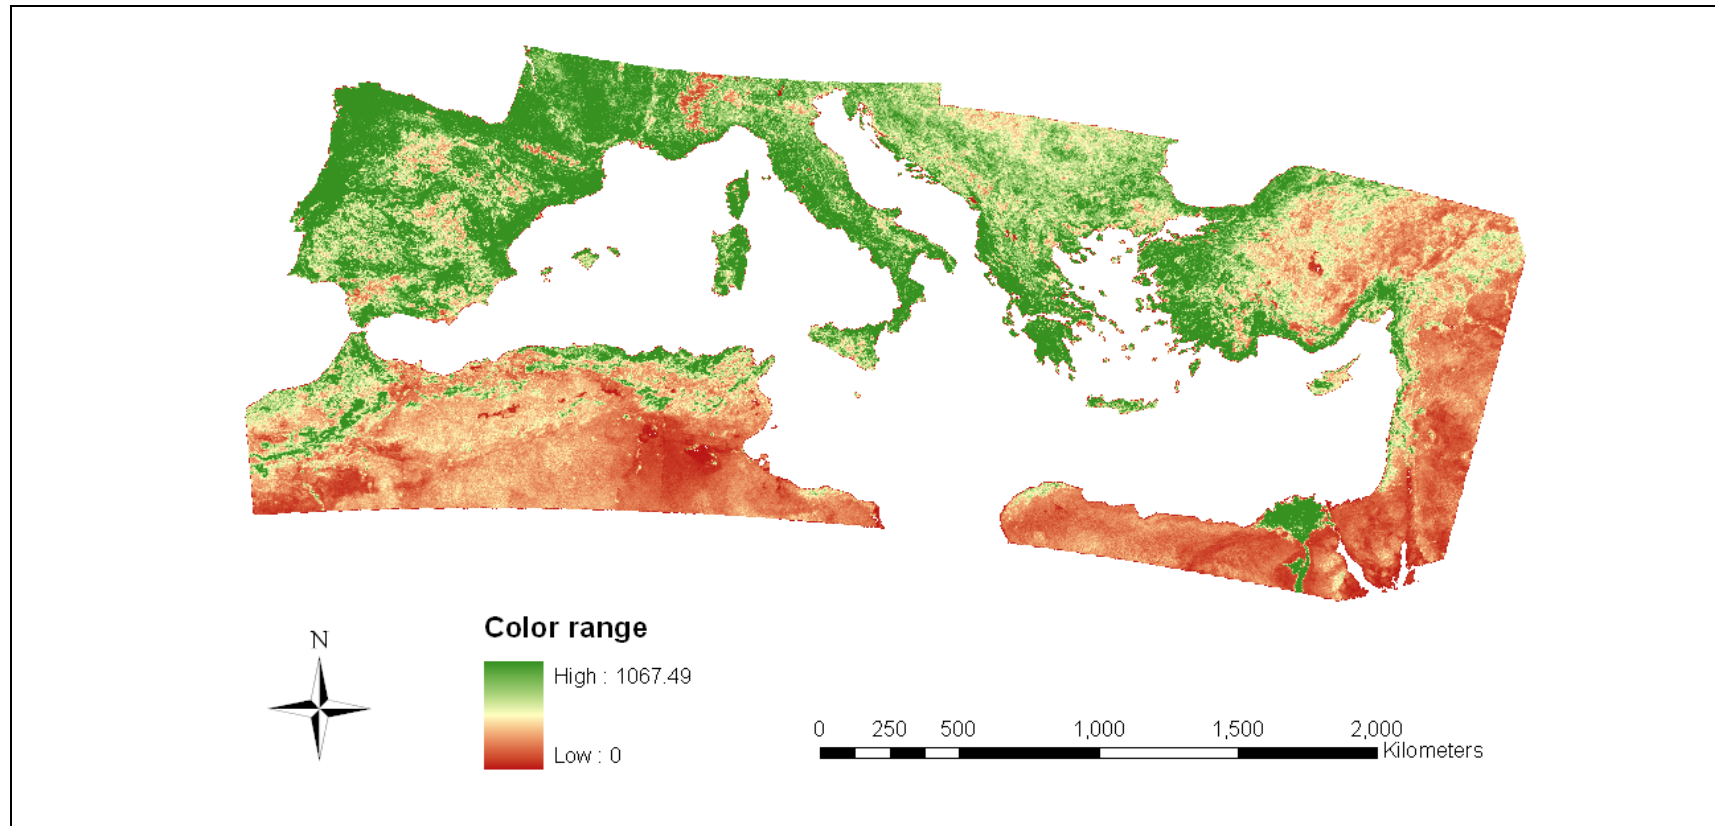 N
Color range
High : 1067.49
Low : 0
0 250 500 1,000 1,500 2,000
Kilometers